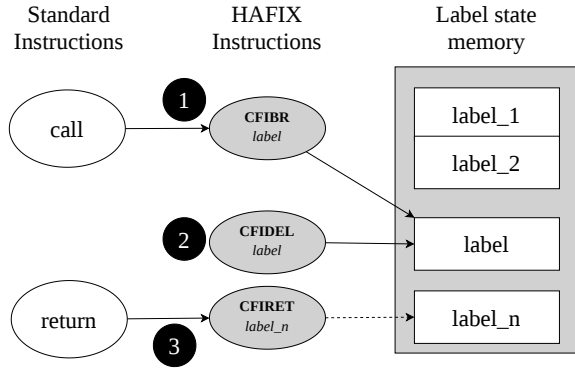 Standard
Instructions
HAFIX
Instructions
Label state
memory
1
call
CFIBR
label
label_1
label_2
2
CFIDEL
label
label
return
3
CFIRET
label_n
label_n